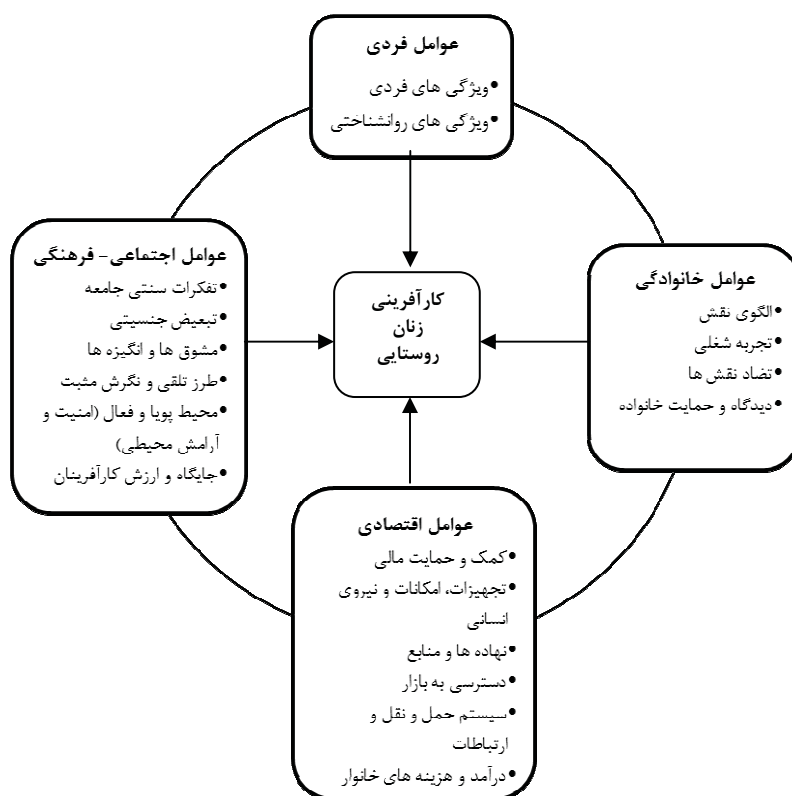 عوامل فردی
•ویژگی های فردی
•ویژگی های روانشناختی
عوامل خانوادگی
•الگوی نقش
•تجربه شغلی
•تضاد نقش ها
•دیدگاه و حمایت خانواده
کارآفرینی
زنان
روستایی
عوامل اجتماعی- فرهنگی
•تفکرات سنتی جامعه
•تبعیض جنسیتی
•مشوق ها و انگیزه ها
•طرز تلقی و نگرش مثبت
•محیط پویا و فعال (امنیت و
آرامش محیطی)
•جایگاه و ارزش کارآفرینان
عوامل اقتصادی
•کمک و حمایت مالی
•تجهیزات، امکانات و نیروی
انسانی
•نهاده ها و منابع
•دسترسی به بازار
•سیستم حمل و نقل و
ارتباطات
•درآمد و هزینه های خانوار